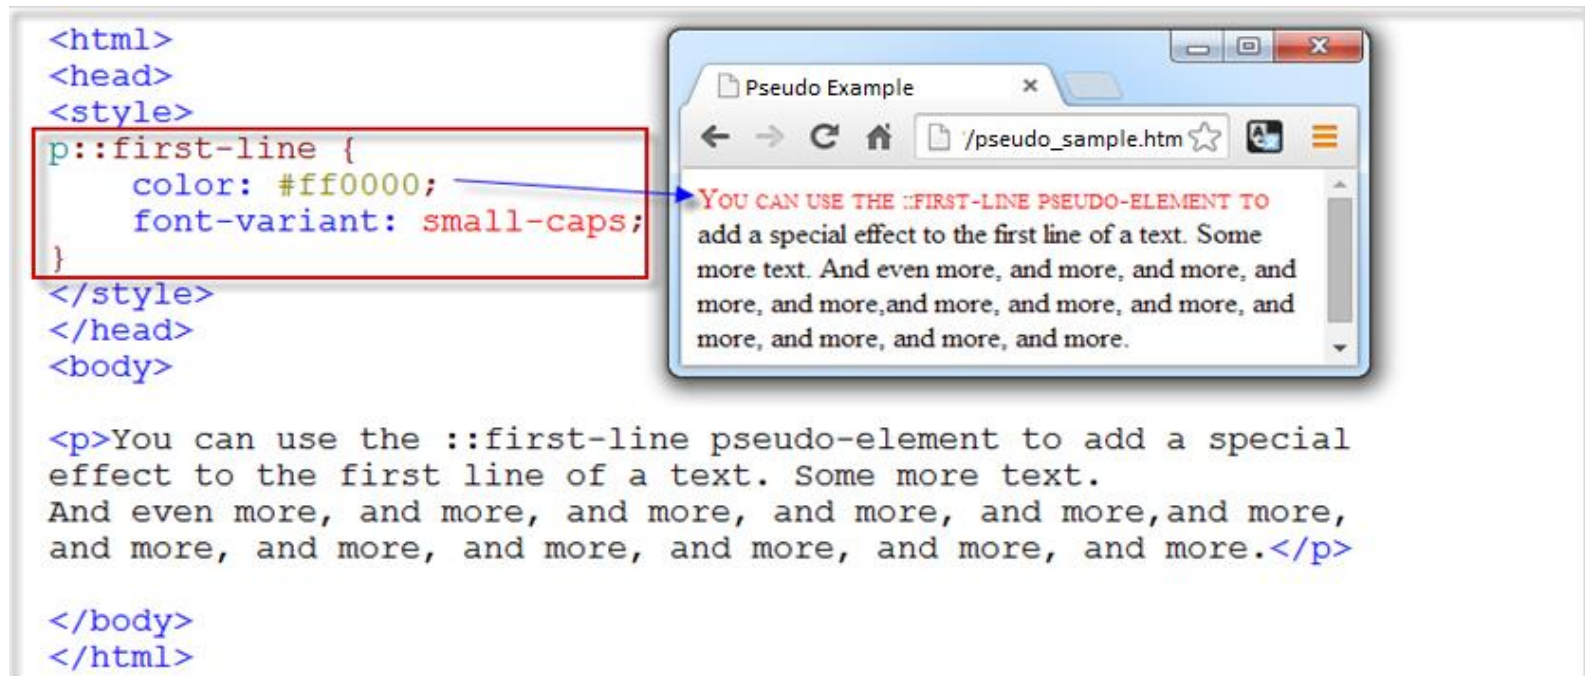 <html>
<head>
<style>
p::first-line {
color: #ff0000;
font-variant: small-caps;
}
</style>
</head>
<body>
<p>You can use the ::first-line pseudo-element to add a special
effect to the first line of a text. Some more text.
And even more, and more, and more, and more, and more,and more,
and more, and more, and more, and more, and more, and more.</p>
</body>
</html>
Pseudo Example
/pseudo_sample.htm
YOU CAN USE THE ::FIRST-LINE PSEUDO-ELEMENT TO
add a special effect to the first line of a text. Some
more text. And even more, and more, and more, and
more, and more,and more, and more, and more, and
more, and more, and more, and more.